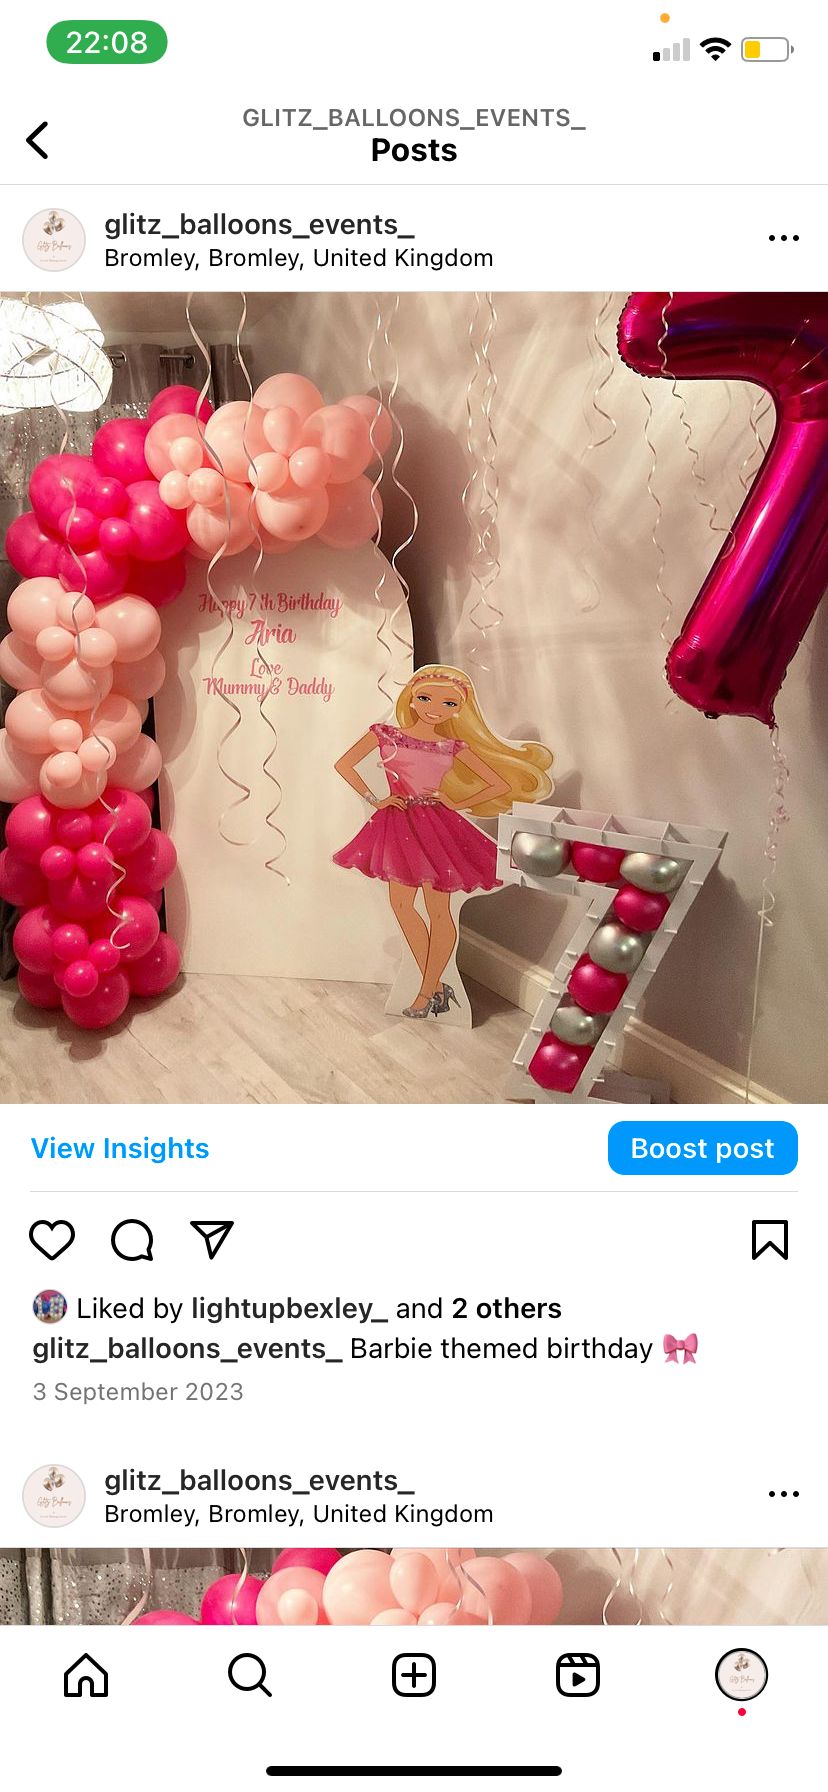 22:08
GLITZ_BALLOONS_EVENTS_
Posts
glitz_balloons_events_
Bromley, Bromley, United Kingdom
Happy 7th Birthday
Aria
Love
Mummy & Daddy
7
7
View Insights
Boost post
Liked by lightupbexley_ and 2 others
glitz_balloons_events_ Barbie themed birthday 🎀
3 September 2023
glitz_balloons_events_
Bromley, Bromley, United Kingdom